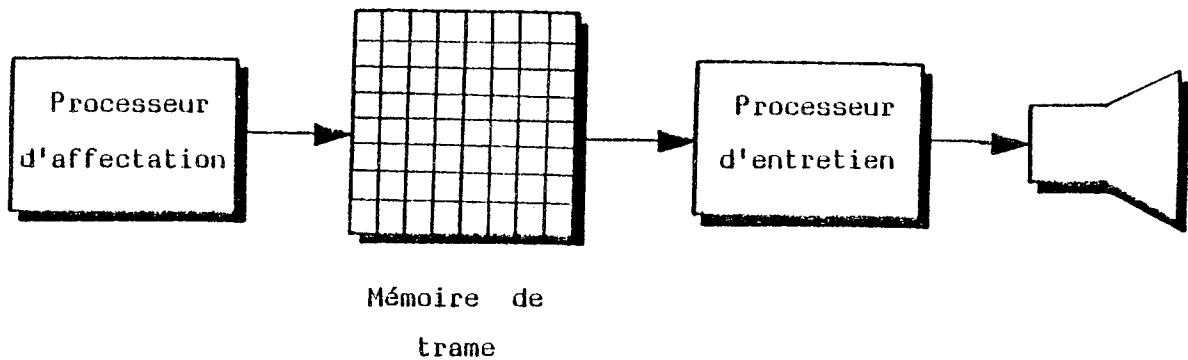 Processeur
d'affectation
Processeur
d'entretien
Mémoire de
trame